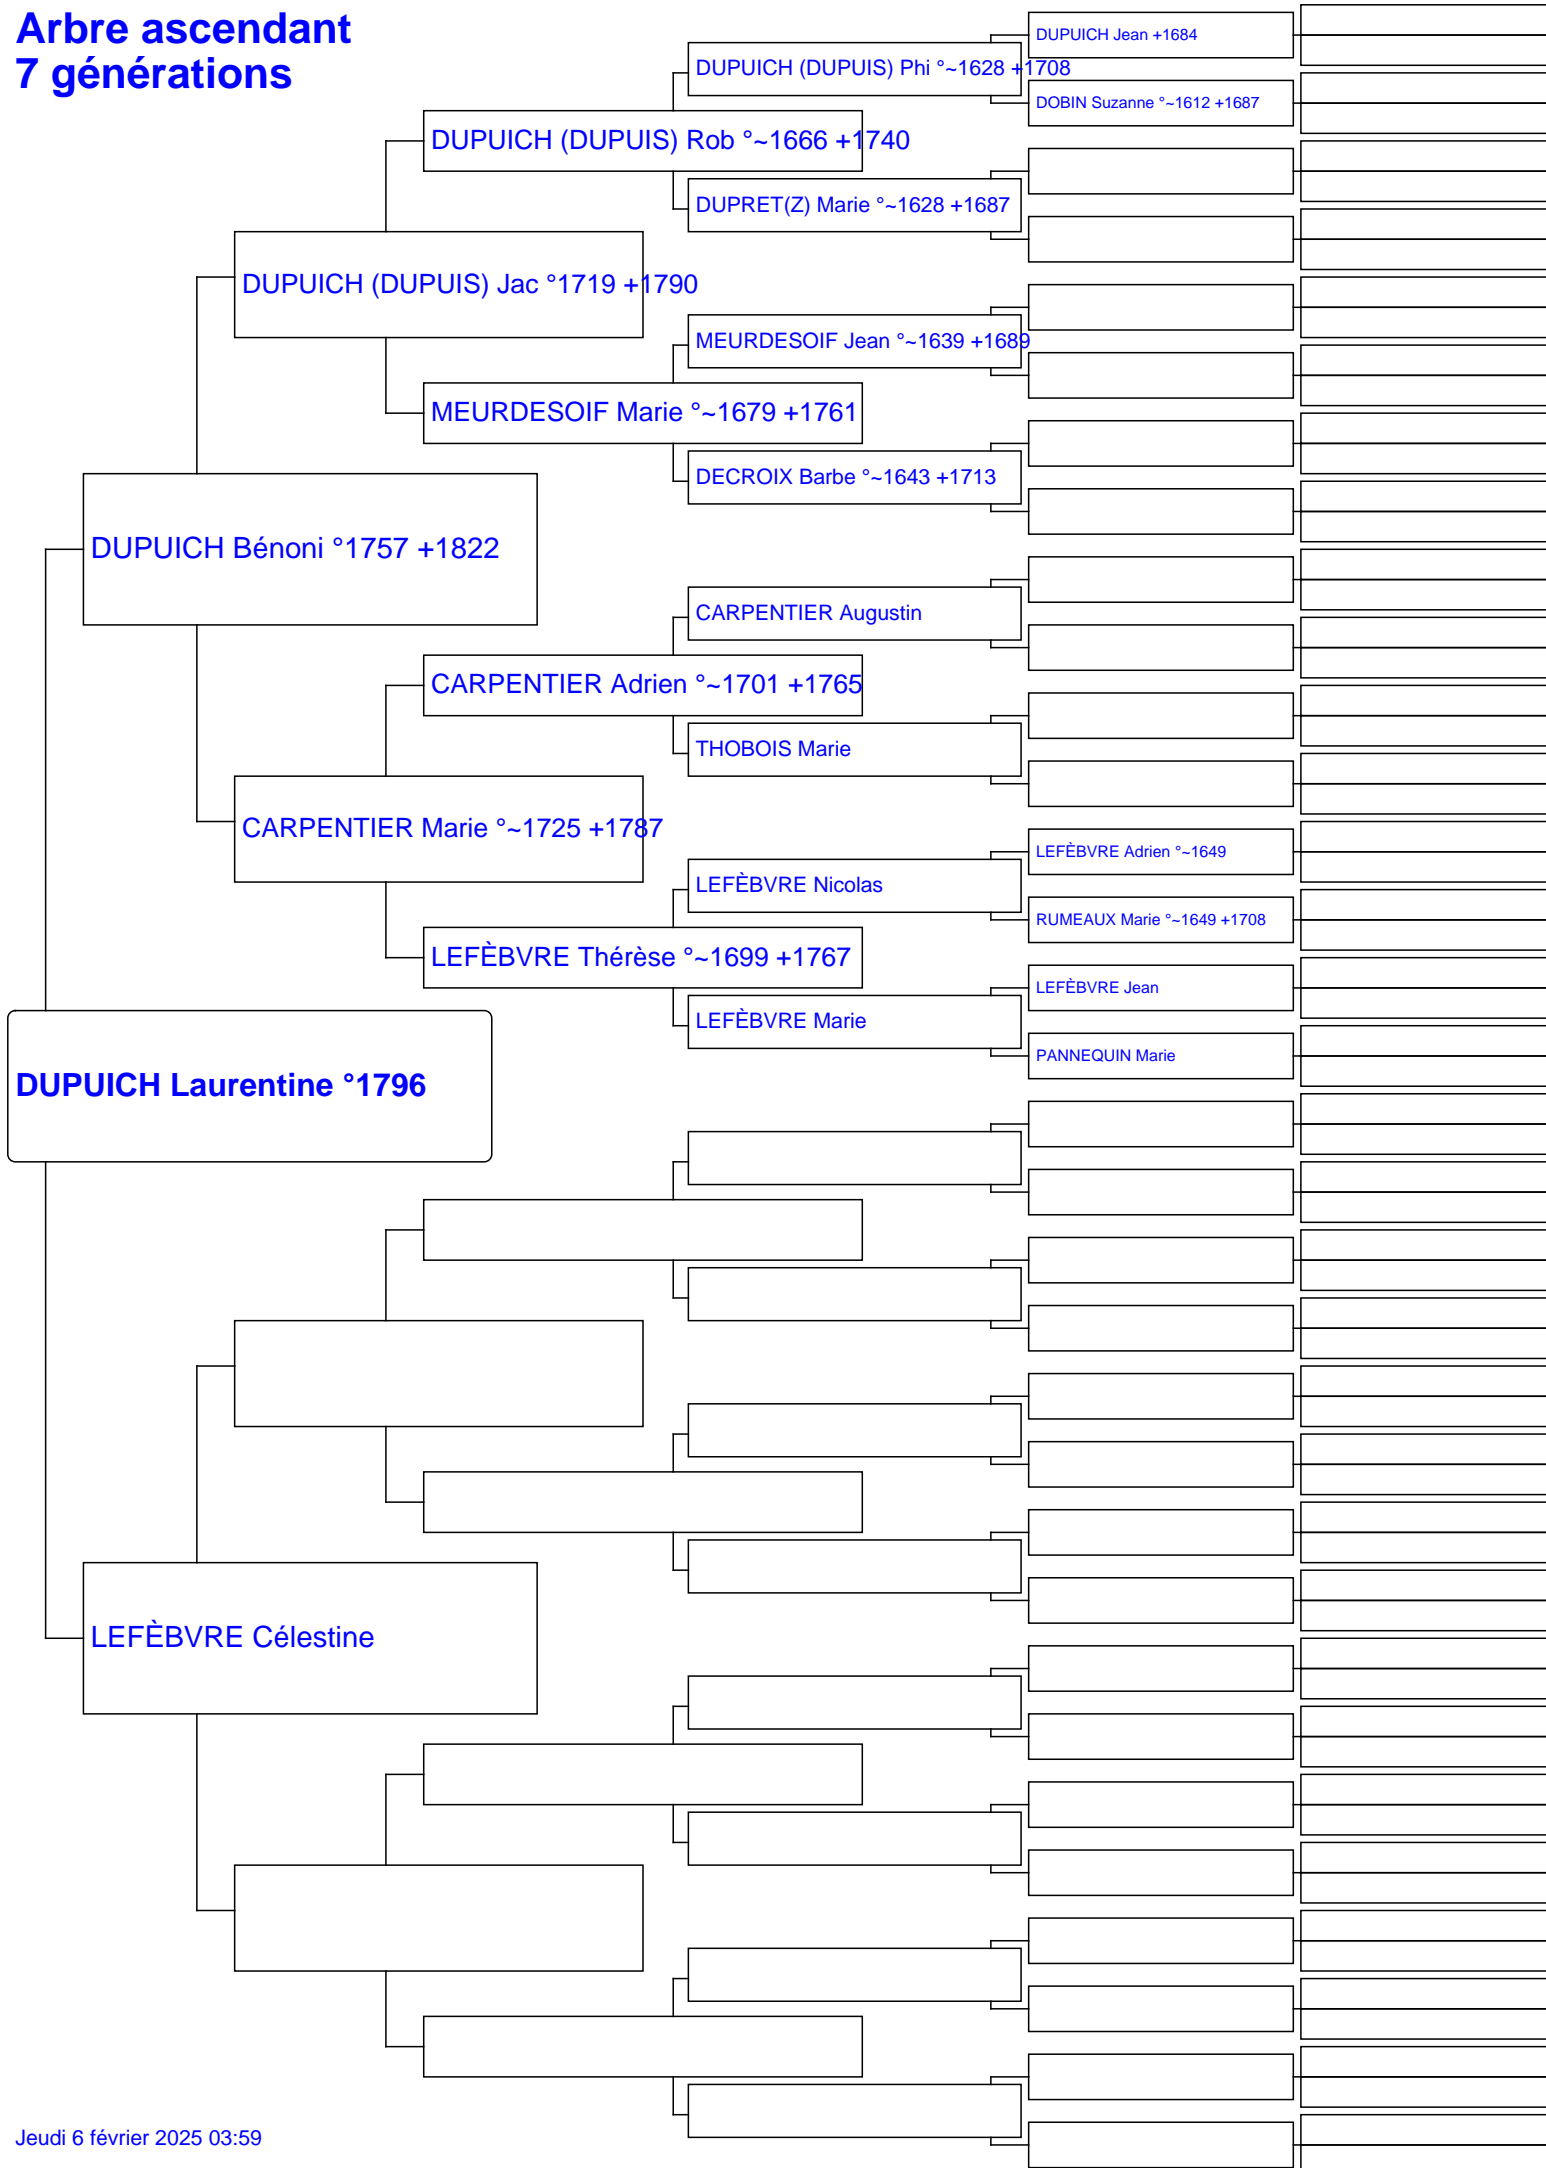 Arbre ascendant
7 générations
DUPUICH Jean +1684
DUPUICH (DUPUIS) Phi °~1628 +1708
DOBIN Suzanne °~1612 +1687
DUPUICH (DUPUIS) Rob °~1666 +1740
DUPRET(Z) Marie °~1628 +1687
DUPUICH (DUPUIS) Jac °1719 +1790
MEURDESOIF Jean °~1639 +1689
MEURDESOIF Marie °~1679 +1761
DECROIX Barbe °~1643 +1713
DUPUICH Bénoni °1757 +1822
CARPENTIER Augustin
CARPENTIER Adrien °~1701 +1765
THOBOIS Marie
CARPENTIER Marie °~1725 +1787
LEFÈBVRE Adrien °~1649
LEFÈBVRE Nicolas
RUMEAUX Marie °~1649 +1708
LEFÈBVRE Thérèse °~1699 +1767
LEFÈBVRE Jean
LEFÈBVRE Marie
PANNEQUIN Marie
DUPUICH Laurentine °1796
LEFÈBVRE Célestine
Jeudi 6 février 2025 03:59